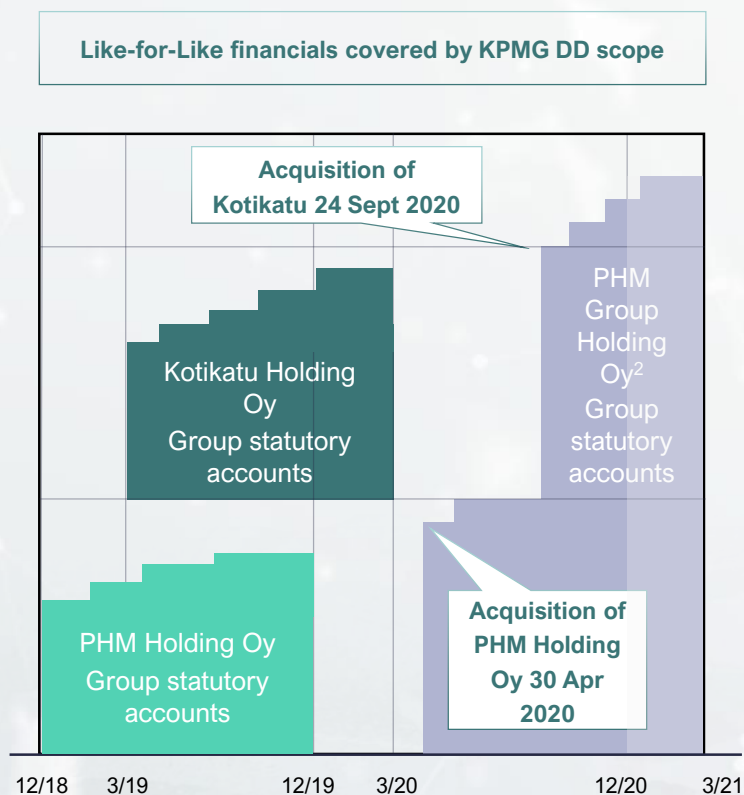 Like-for-Like financials covered by KPMG DD scope
Acquisition of
Kotikatu 24 Sept 2020
PHM
Group
Holding
Oy2
Group
statutory
accounts
Kotikatu Holding
Oy
Group statutory
accounts
PHM Holding Oy
Group statutory
accounts
Acquisition of
PHM Holding
Oy 30 Apr
2020
12/18 3/19 12/19 3/20 12/20 3/21